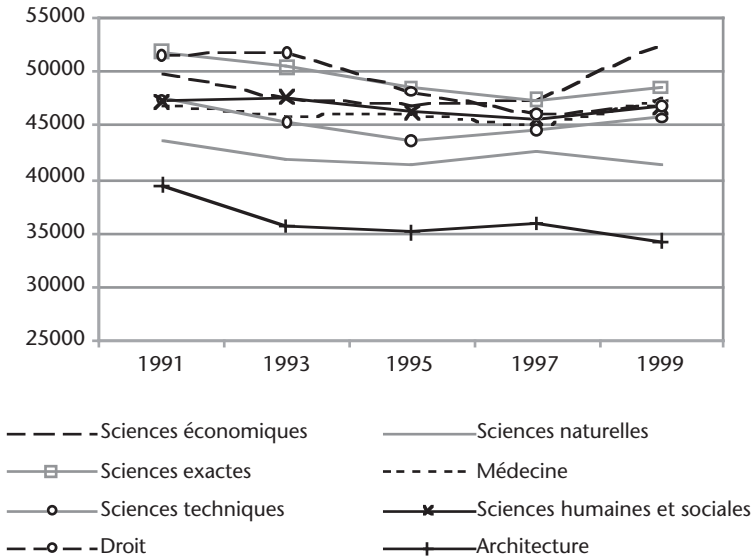 55000
50000
45000
40000
35000
30000
25000
1991 1993 1995 1997 1999
Sciences économiques Sciences naturelles
Sciences exactes Médecine
Sciences techniques Sciences humaines et sociales
Droit Architecture